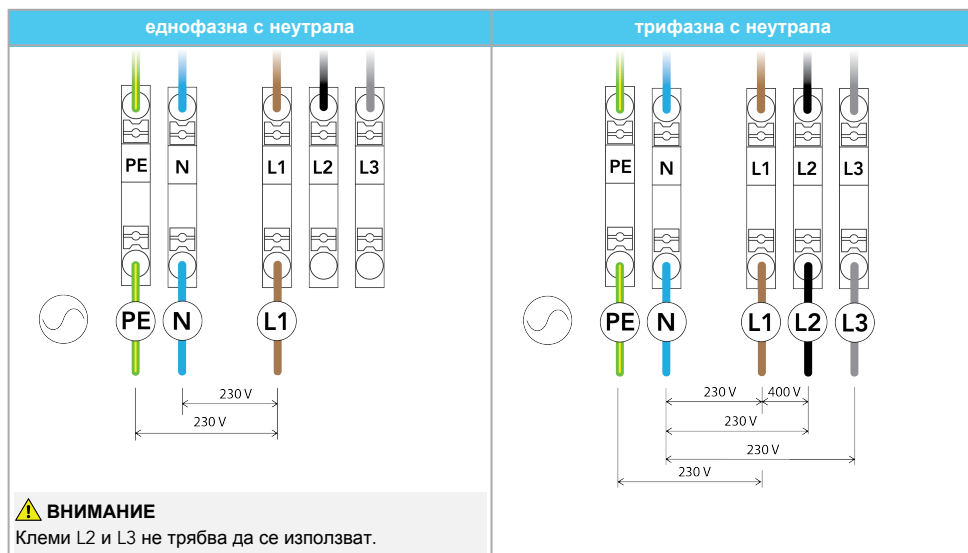 еднофазна с неутрала
PE N L1 L2 L3
PE N L1
230 V
230 V
ВНИМАНИЕ
Клеми L2 и L3 не трябва да се използват.
трифазна с неутрала
PE N L1 L2 L3
PE N L1 L2 L3
230 V 400 V
230 V
230 V
230 V